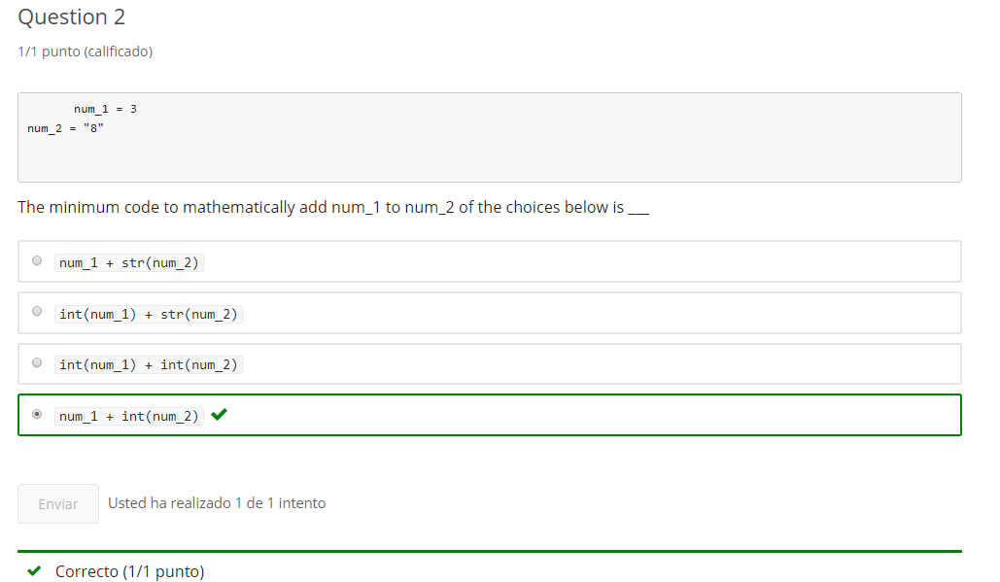 Question 2
1/1 punto (calificado)
num_1 = 3
num_2 = "8"
The minimum code to mathematically add num_1 to num_2 of the choices below is ___
num_1 + str(num_2)
int(num_1) + str(num_2)
int(num_1) + int(num_2)
num_1 + int(num_2)
Enviar Usted ha realizado 1 de 1 intento
Correcto (1/1 punto)